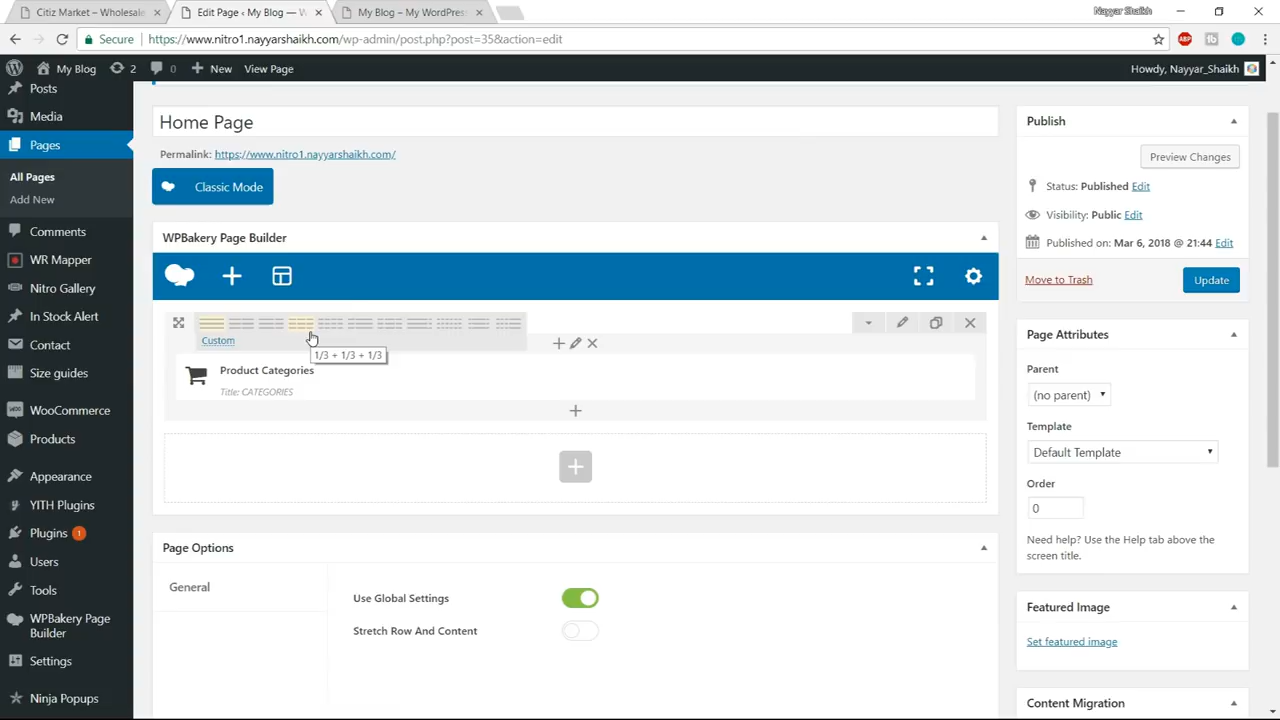 Citiz Market – Wholesale
Edit Page ‹ My Blog —
My Blog – My WordPres
Nayyar Shaikh
Secure
https://www.nitro1.nayyarshaikh.com/wp-admin/post.php?post=35&action=edit
ABP
My Blog
2
0
New
View Page
Howdy, Nayyar_Shaikh
Posts
Media
Pages
All Pages
Add New
Comments
WR Mapper
Nitro Gallery
In Stock Alert
Contact
Size guides
WooCommerce
Products
Appearance
YITH Plugins
Plugins 1
Users
Tools
WPBakery Page
Builder
Settings
Ninja Popups
Home Page
Permalink: https://www.nitro1.nayyarshaikh.com/
Classic Mode
WPBakery Page Builder
Custom
1/3 + 1/3 + 1/3
Product Categories
Title: CATEGORIES
Page Options
General
Use Global Settings
Stretch Row And Content
Publish
Preview Changes
Status: Published Edit
Visibility: Public Edit
Published on: Mar 6, 2018 @ 21:44 Edit
Move to Trash
Update
Page Attributes
Parent
(no parent)
Template
Default Template
Order
0
Need help? Use the Help tab above the
screen title.
Featured Image
Set featured image
Content Migration